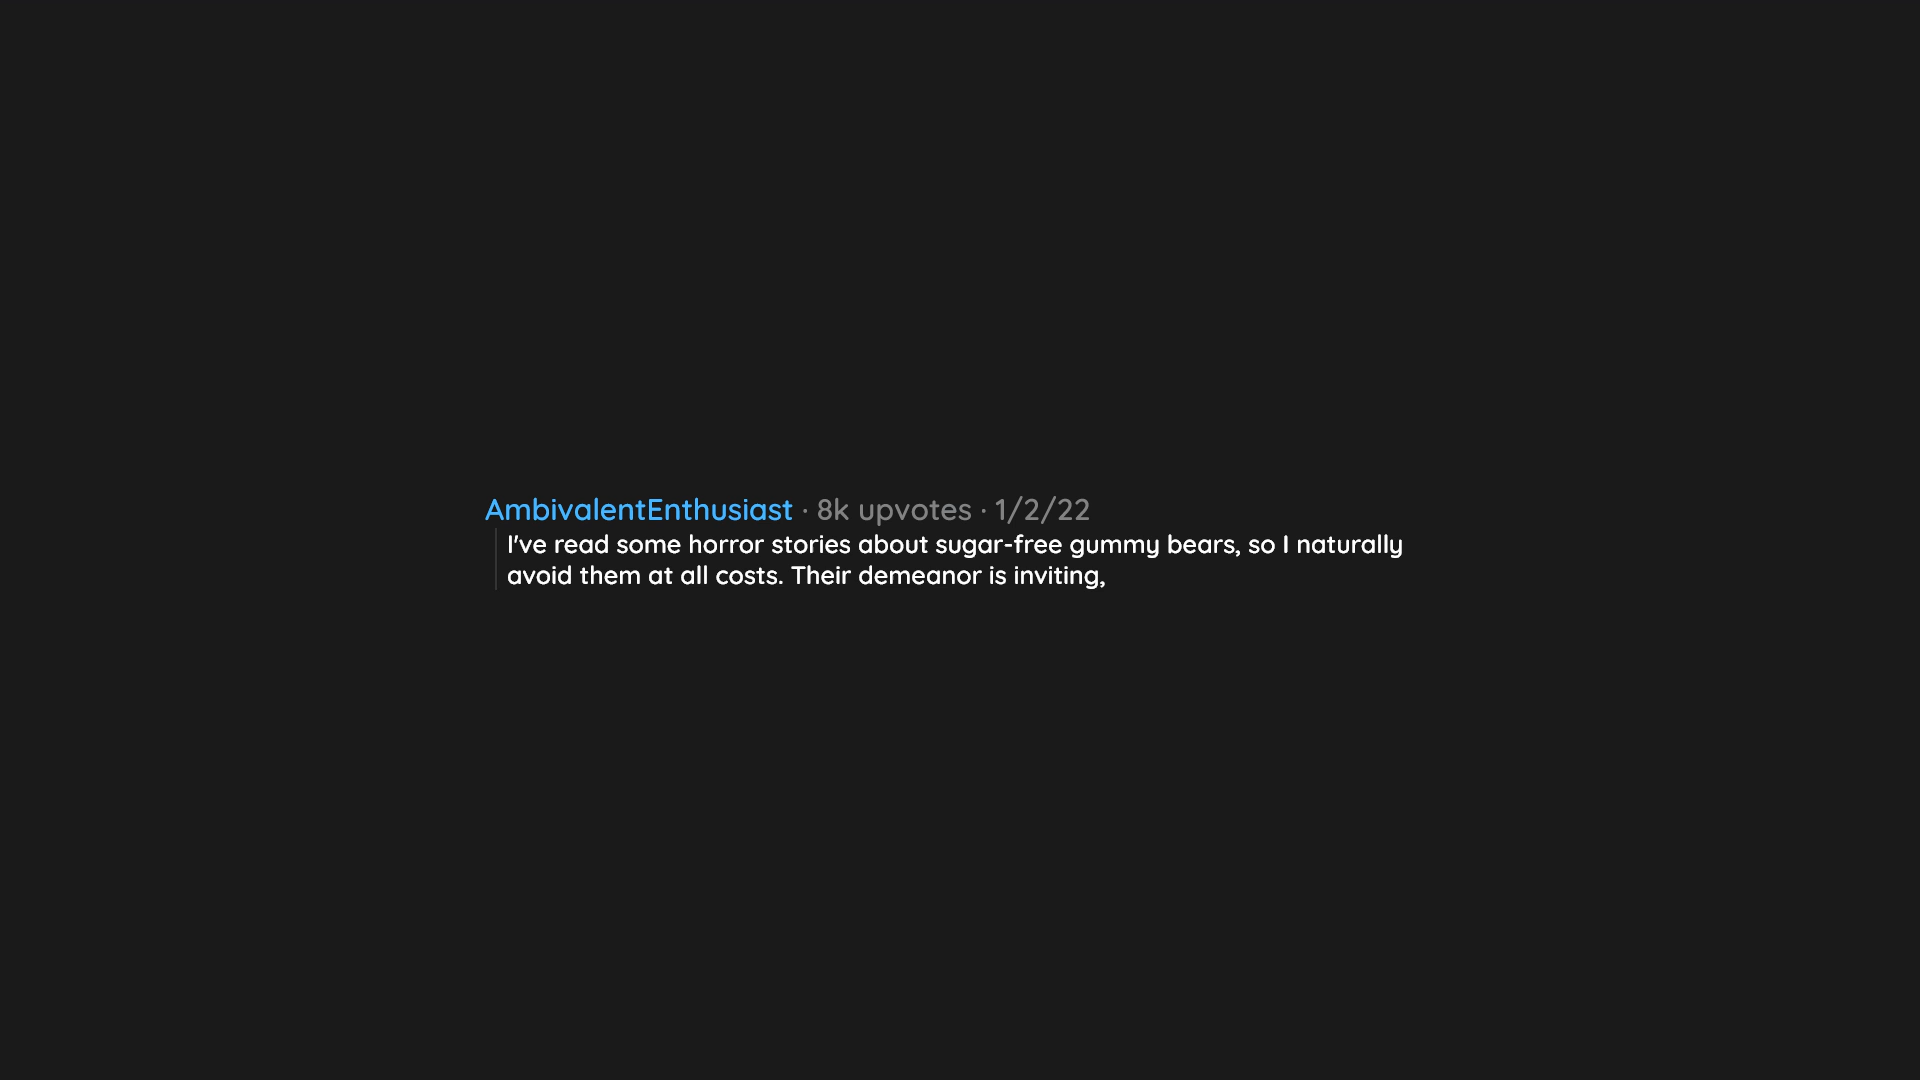 AmbivalentEnthusiast · 8k upvotes · 1/2/22
I've read some horror stories about sugar-free gummy bears, so I naturally
avoid them at all costs. Their demeanor is inviting,